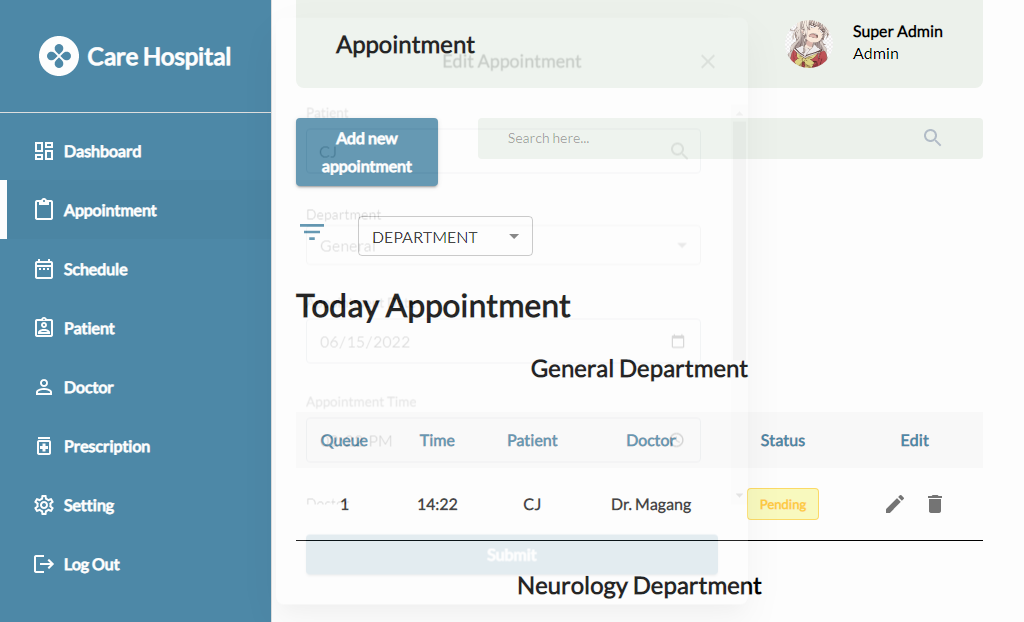 Care Hospital
Dashboard
Appointment
Schedule
Patient
Doctor
Prescription
Setting
Log Out
Appointment
Super Admin
Admin
Edit Appointment
Patient
CJ
Add new
appointment
Search here...
Department
General
DEPARTMENT
Today Appointment
06/15/2022
General Department
Appointment Time
PM
Queue Time Patient Doctor Status Edit
1 14:22 CJ Dr. Magang Pending
Submit
Neurology Department